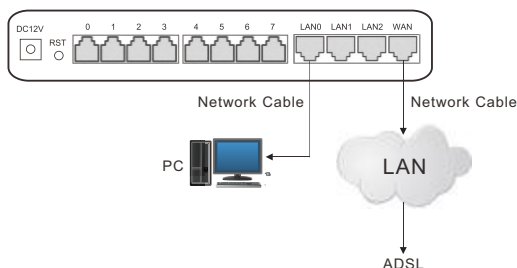 DC12V
RST
0 1 2 3 4 5 6 7 LAN0 LAN1 LAN2 WAN
Network Cable
Network Cable
PC
LAN
ADSL